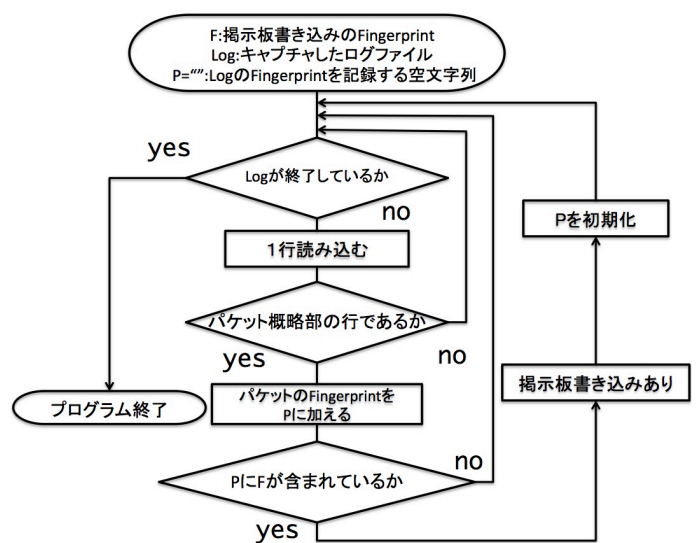 F:掲示板書き込みのFingerprint
Log:キャプチャしたログファイル
P=“”:LogのFingerprintを記録する空文字列
yes
Logが終了しているか
no
Pを初期化
1行読み込む
パケット概略部の行であるか
yes
no
掲示板書き込みあり
プログラム終了
パケットのFingerprintを
Pに加える
no
PにFが含まれているか
yes